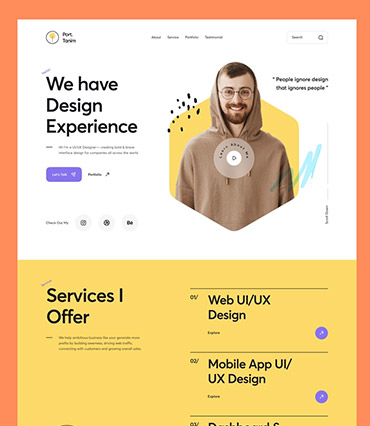 Port.
Tanim
About
Service
Portfolio
Testimonial
Search
We have
Design
Experience
" People ignore design
that ignores people "
Hi! I'm a UI/UX Designer— creating bold & brave
interface design for companies all across the world.
Let's Talk
Portfolio
Learn About Me
Check Out My
Bē
Scroll Down
Services I
Offer
We help ambitious business like your generate more
profits by building awarness, driving web traffic,
connecting with customers and growing overall sales.
01/
Web UI/UX
Design
Explore
02/
Mobile App UI/
UX Design
Explore
03/
Dashboard &